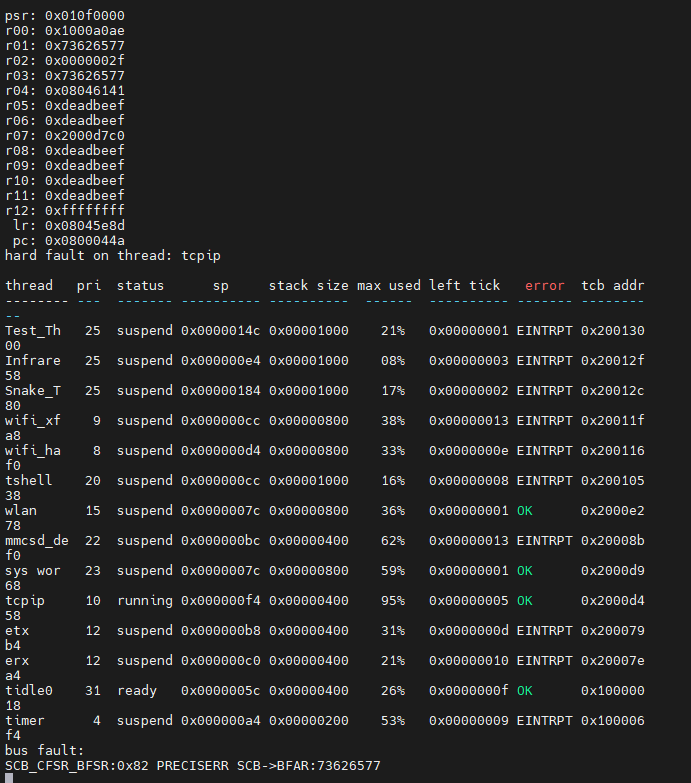 psr: 0x010f0000
r00: 0x1000a0ae
r01: 0x73626577
r02: 0x0000002f
r03: 0x73626577
r04: 0x08046141
r05: 0xdeadbeef
r06: 0xdeadbeef
r07: 0x2000d7c0
r08: 0xdeadbeef
r09: 0xdeadbeef
r10: 0xdeadbeef
r11: 0xdeadbeef
r12: 0xffffffff
 lr: 0x08045e8d
 pc: 0x0800044a
hard fault on thread: tcpip
thread   pri  status      sp     stack size max used left tick   error  tcb addr
-------- ---  ------- ---------- ----------  ------  ---------- ------- --------
--
Test_Th   25  suspend 0x0000014c 0x00001000    21%   0x00000001 EINTRPT 0x200130
00
Infrare   25  suspend 0x000000e4 0x00001000    08%   0x00000003 EINTRPT 0x20012f
58
Snake_T   25  suspend 0x00000184 0x00001000    17%   0x00000002 EINTRPT 0x20012c
80
wifi_xf    9  suspend 0x000000cc 0x00000800    38%   0x00000013 EINTRPT 0x20011f
a8
wifi_ha    8  suspend 0x000000d4 0x00000800    33%   0x0000000e EINTRPT 0x200116
f0
tshell    20  suspend 0x000000cc 0x00001000    16%   0x00000008 EINTRPT 0x200105
38
wlan      15  suspend 0x0000007c 0x00000800    36%   0x00000001 OK      0x2000e2
78
mmcsd_de  22  suspend 0x000000bc 0x00000400    62%   0x00000013 EINTRPT 0x20008b
f0
sys wor   23  suspend 0x0000007c 0x00000800    59%   0x00000001 OK      0x2000d9
68
tcpip     10  running 0x000000f4 0x00000400    95%   0x00000005 OK      0x2000d4
58
etx       12  suspend 0x000000b8 0x00000400    31%   0x0000000d EINTRPT 0x200079
b4
erx       12  suspend 0x000000c0 0x00000400    21%   0x00000010 EINTRPT 0x20007e
a4
tidle0    31  ready   0x0000005c 0x00000400    26%   0x0000000f OK      0x100000
18
timer      4  suspend 0x000000a4 0x00000200    53%   0x00000009 EINTRPT 0x100006
f4
bus fault:
SCB_CFSR_BFSR:0x82 PRECISERR SCB->BFAR:73626577